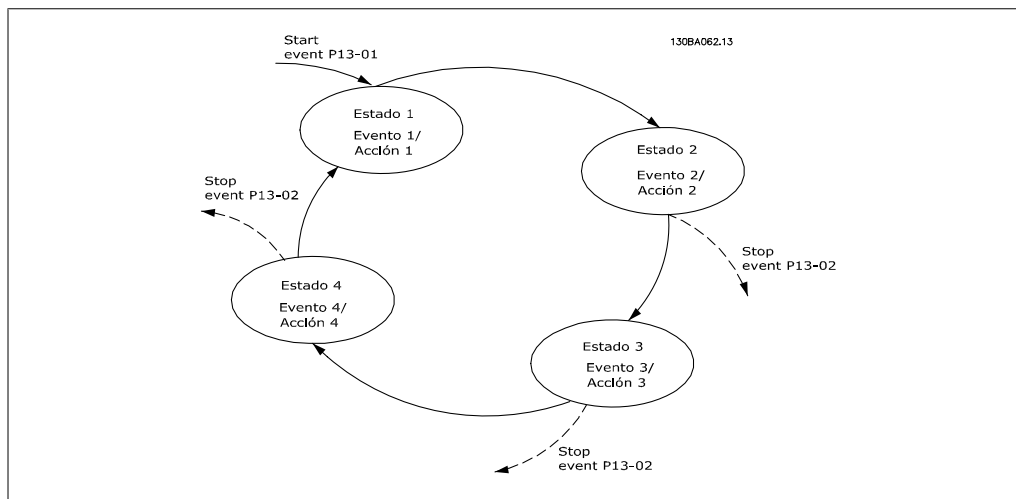 Start
event P13-01
130BA062.13
Estado 1
Evento 1/
Acción 1
Estado 2
Evento 2/
Acción 2
Stop
event P13-02
Stop
event P13-02
Estado 4
Evento 4/
Acción 4
Estado 3
Evento 3/
Acción 3
Stop
event P13-02